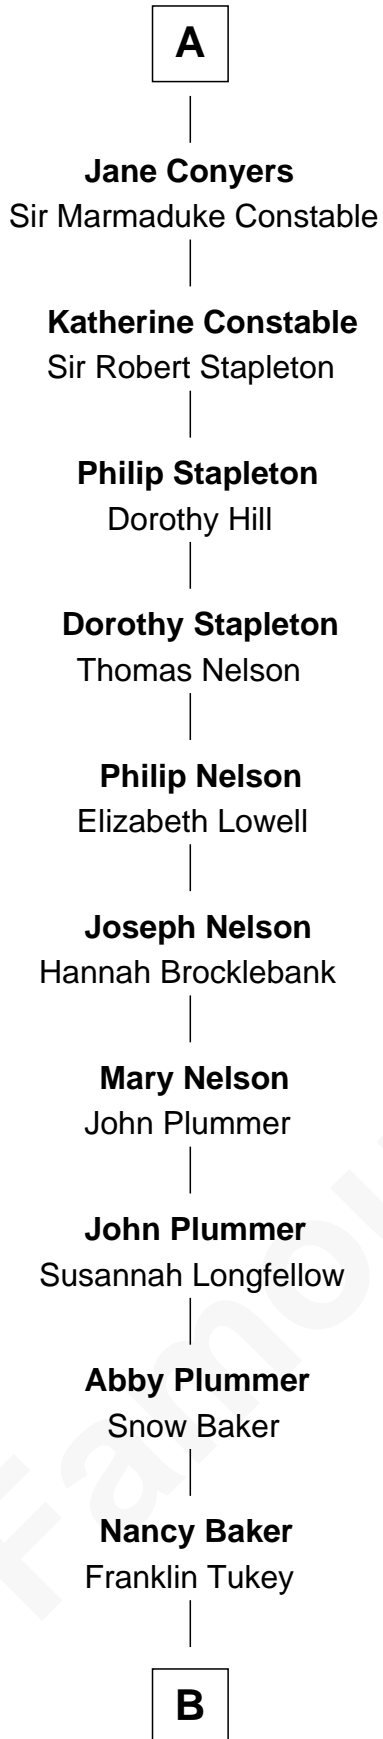 A
Jane Conyers
Sir Marmaduke Constable
Katherine Constable
Sir Robert Stapleton
Philip Stapleton
Dorothy Hill
Dorothy Stapleton
Thomas Nelson
Philip Nelson
Elizabeth Lowell
Joseph Nelson
Hannah Brocklebank
Mary Nelson
John Plummer
John Plummer
Susannah Longfellow
Abby Plummer
Snow Baker
Nancy Baker
Franklin Tukey
B
Famou